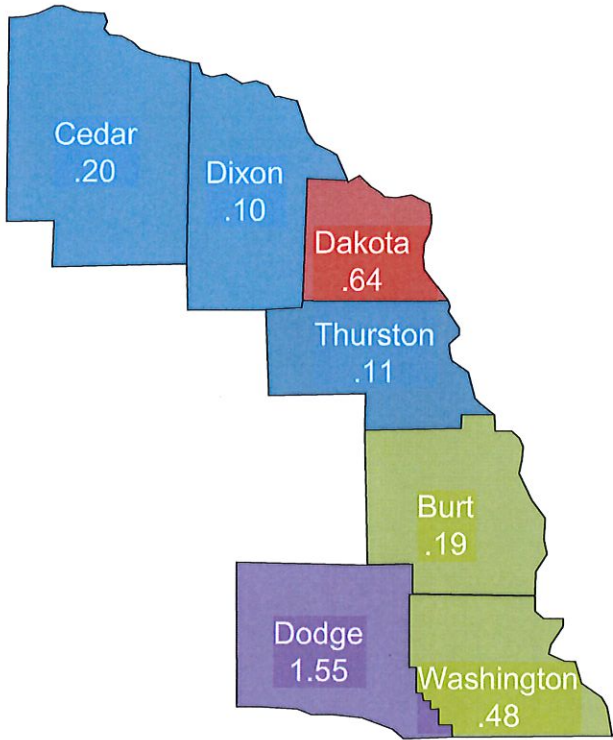 Cedar
.20
Dixon
.10
Dakota
.64
Thurston
.11
Burt
.19
Dodge
1.55
Washington
.48